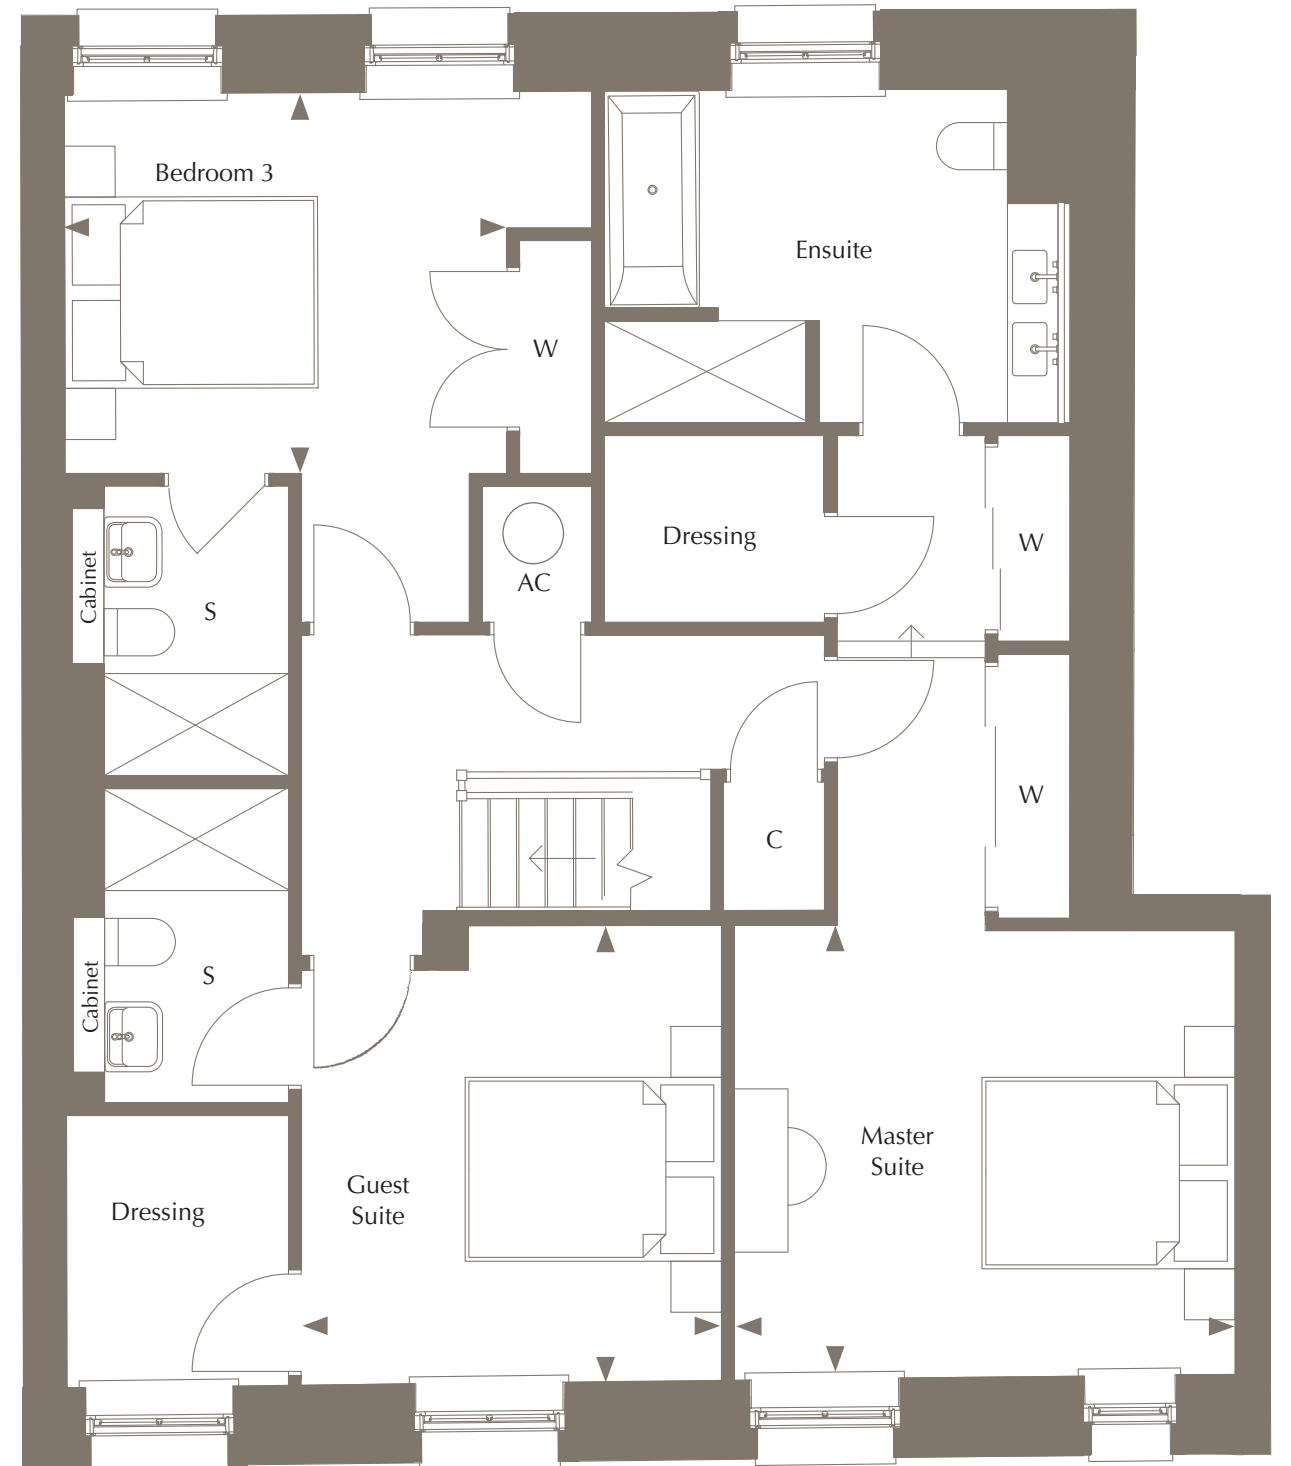 Bedroom 3
Ensuite
W
Dressing
W
AC
Cabinet
S
W
C
S
Cabinet
Master
Suite
Guest
Suite
Dressing